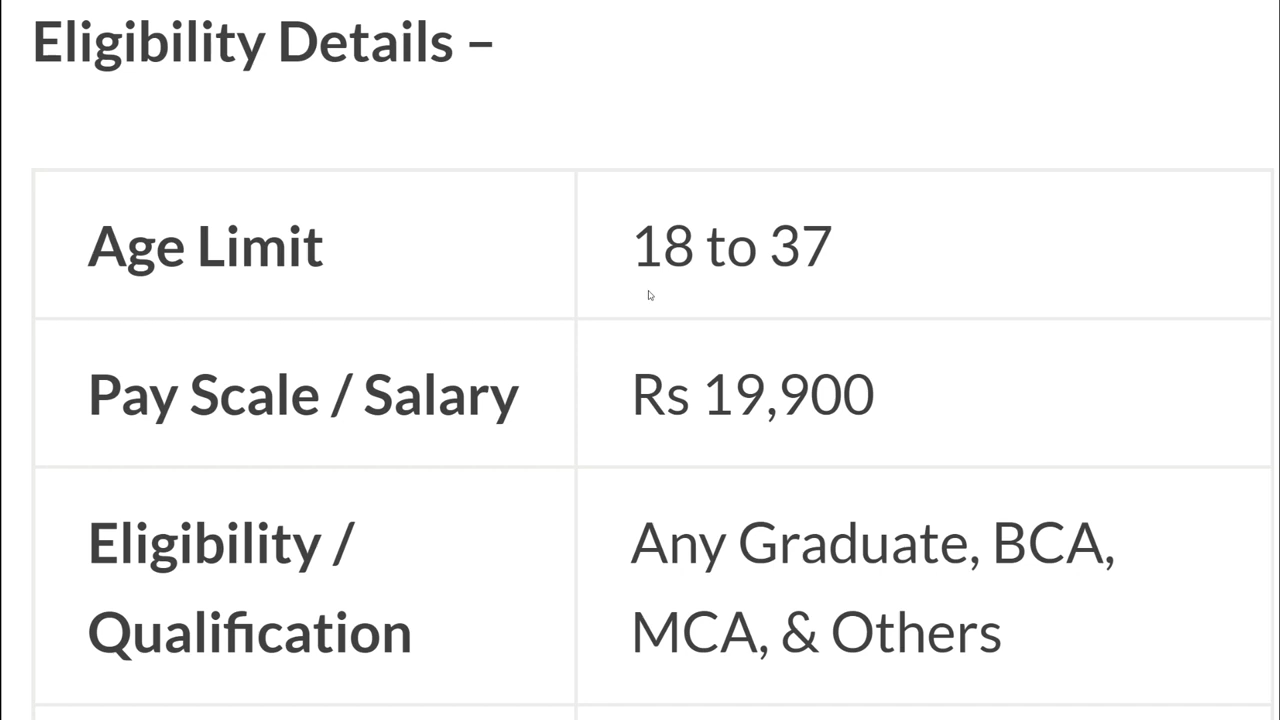 Eligibility Details –
Age Limit
18 to 37
Pay Scale / Salary
Rs 19,900
Eligibility /
Qualification
Any Graduate, BCA,
MCA, & Others